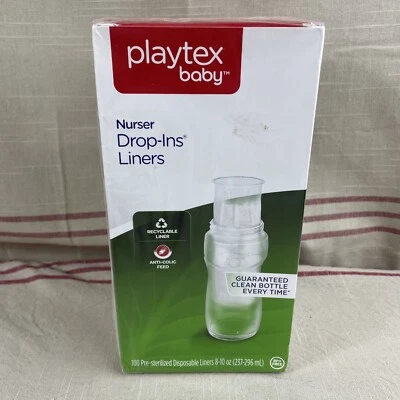 playtex
baby™
Nurser
Drop-Ins®
Liners
RECYCLABLE
LINER
ANTI-COLIC
FEED
GUARANTEED
CLEAN BOTTLE
EVERY TIME*
100 Pre-sterilized Disposable Liners 8-10 oz (237-296 mL)